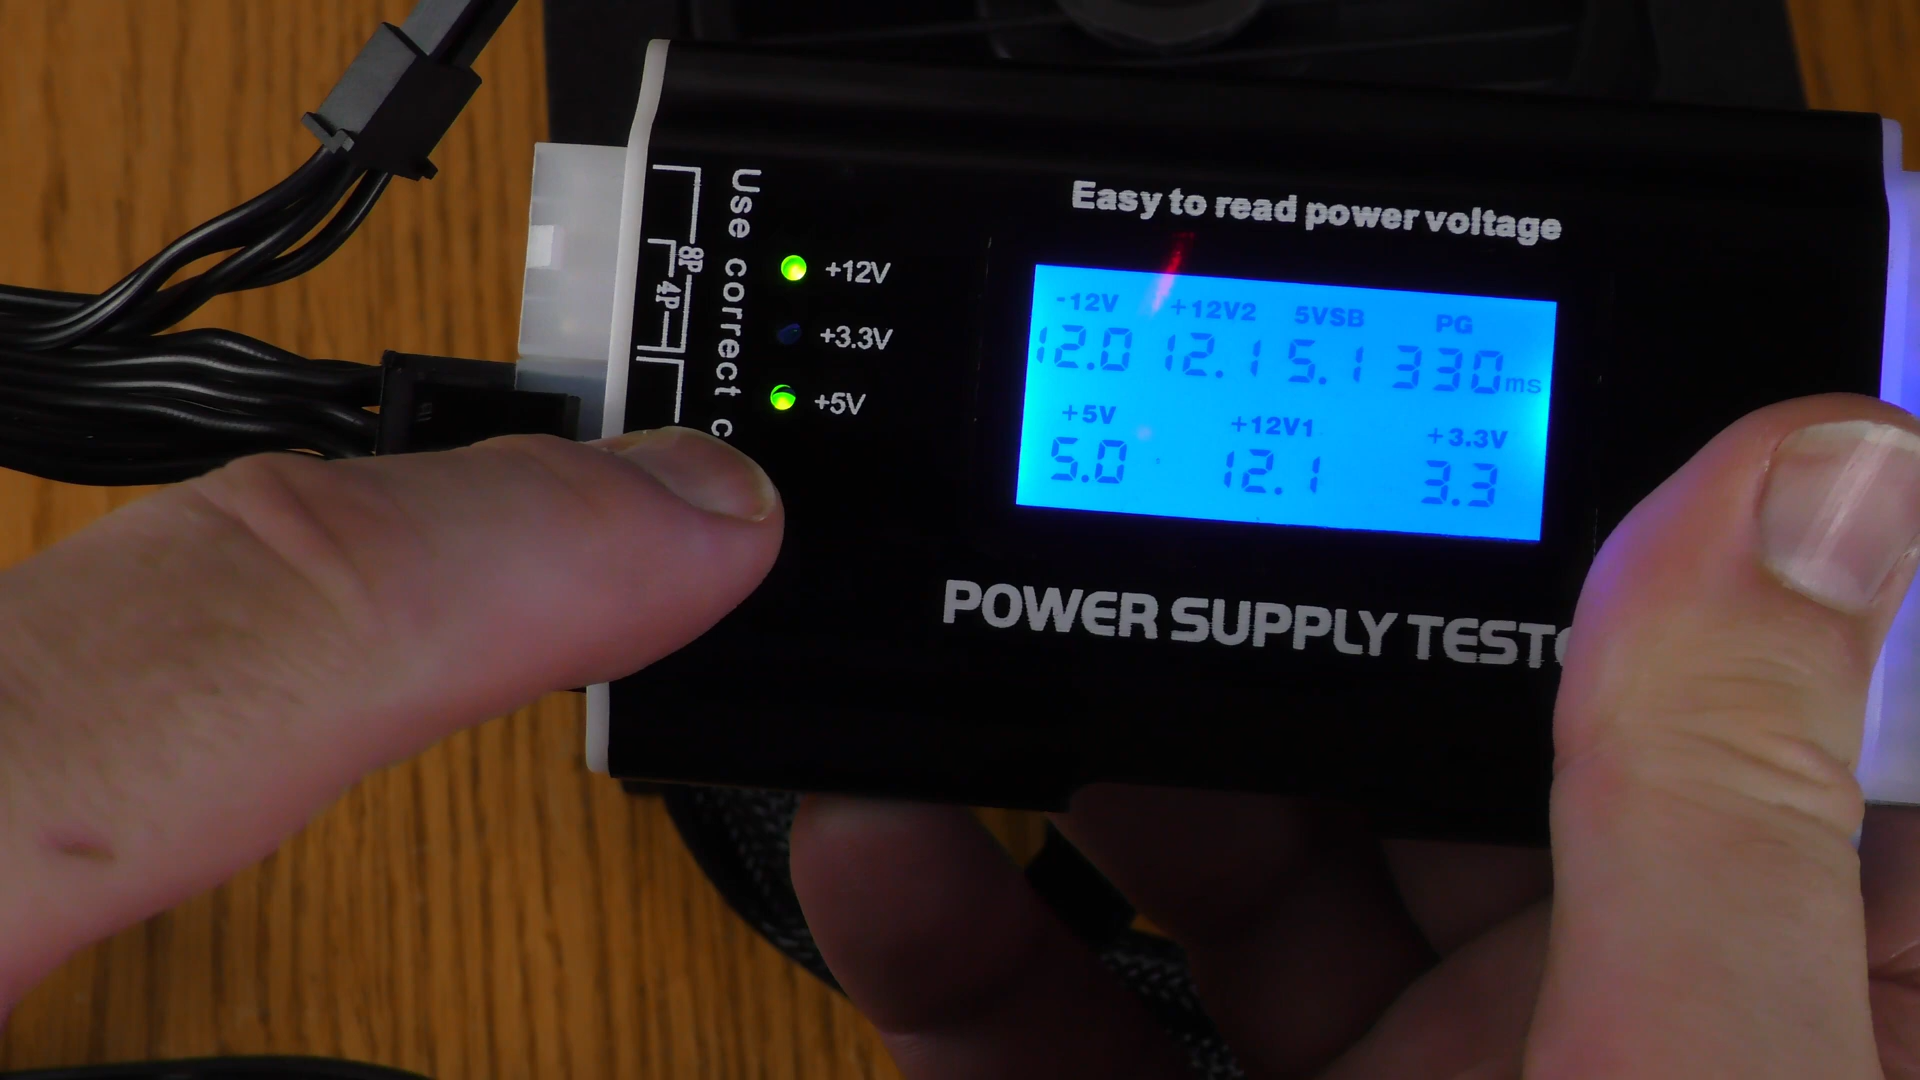 Easy to read power voltage
Use correct c
8P
4P
+12V
+3.3V
+5V
-12V +12V2 5VSB PG
12.0 12.1 5.1 330ms
+5V +12V1 +3.3V
5.0 12.1 3.3
POWER SUPPLY TEST